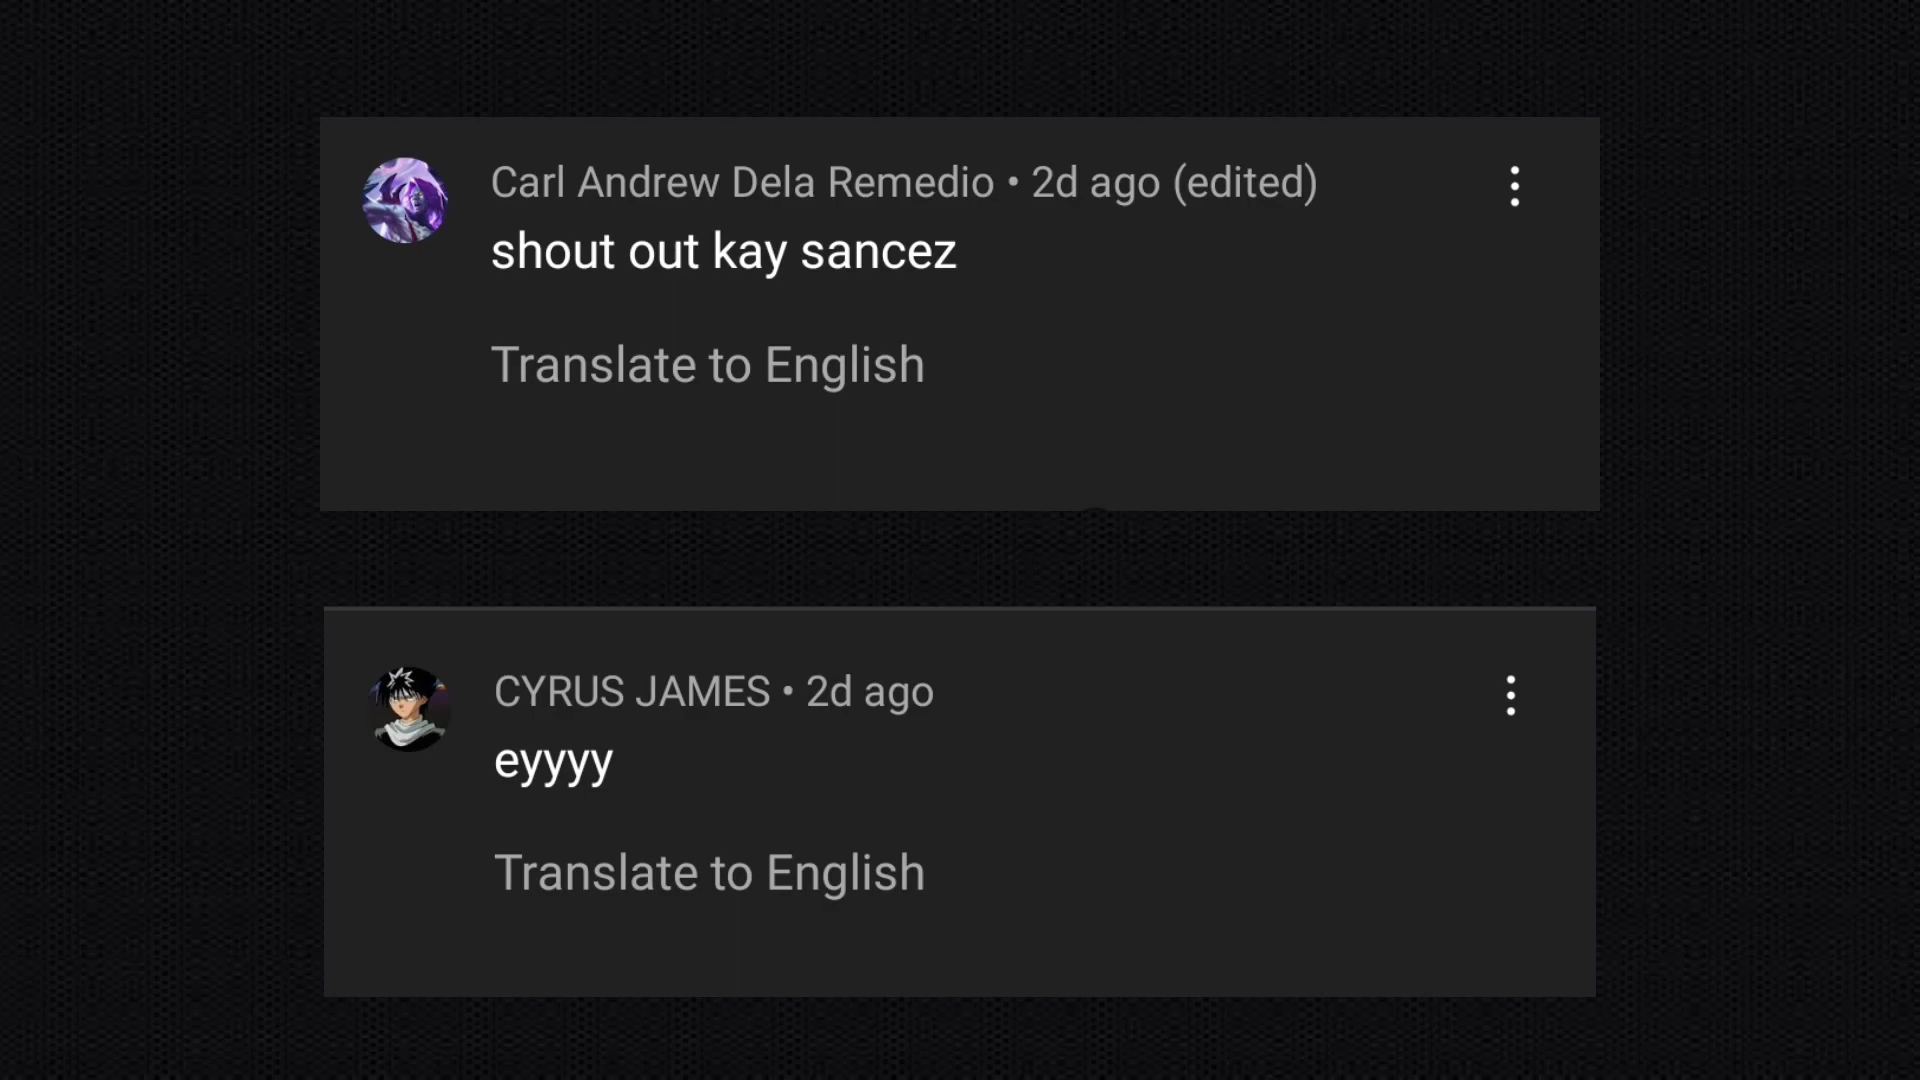 Carl Andrew Dela Remedio • 2d ago (edited)
shout out kay sancez
Translate to English
CYRUS JAMES • 2d ago
eyyyy
Translate to English